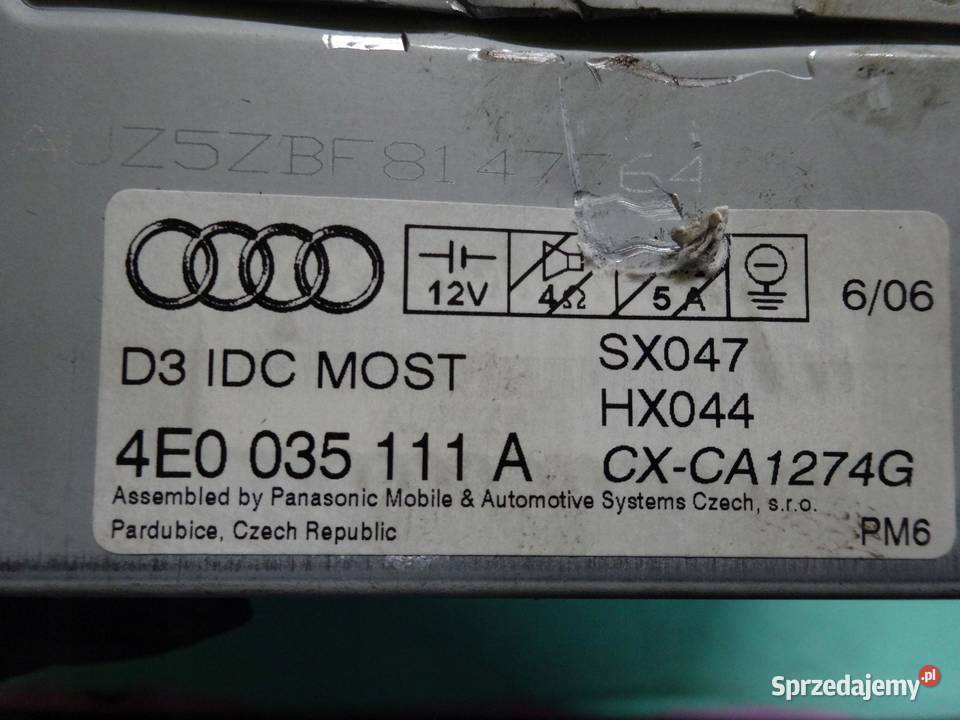 12V 4Ω 5 A
6/06
D3 IDC MOST
SX047
HX044
4E0 035 111 A
CX-CA1274G
Assembled by Panasonic Mobile & Automotive Systems Czech, s.r.o.
Pardubice, Czech Republic
PM6
Sprzedajemy.pl